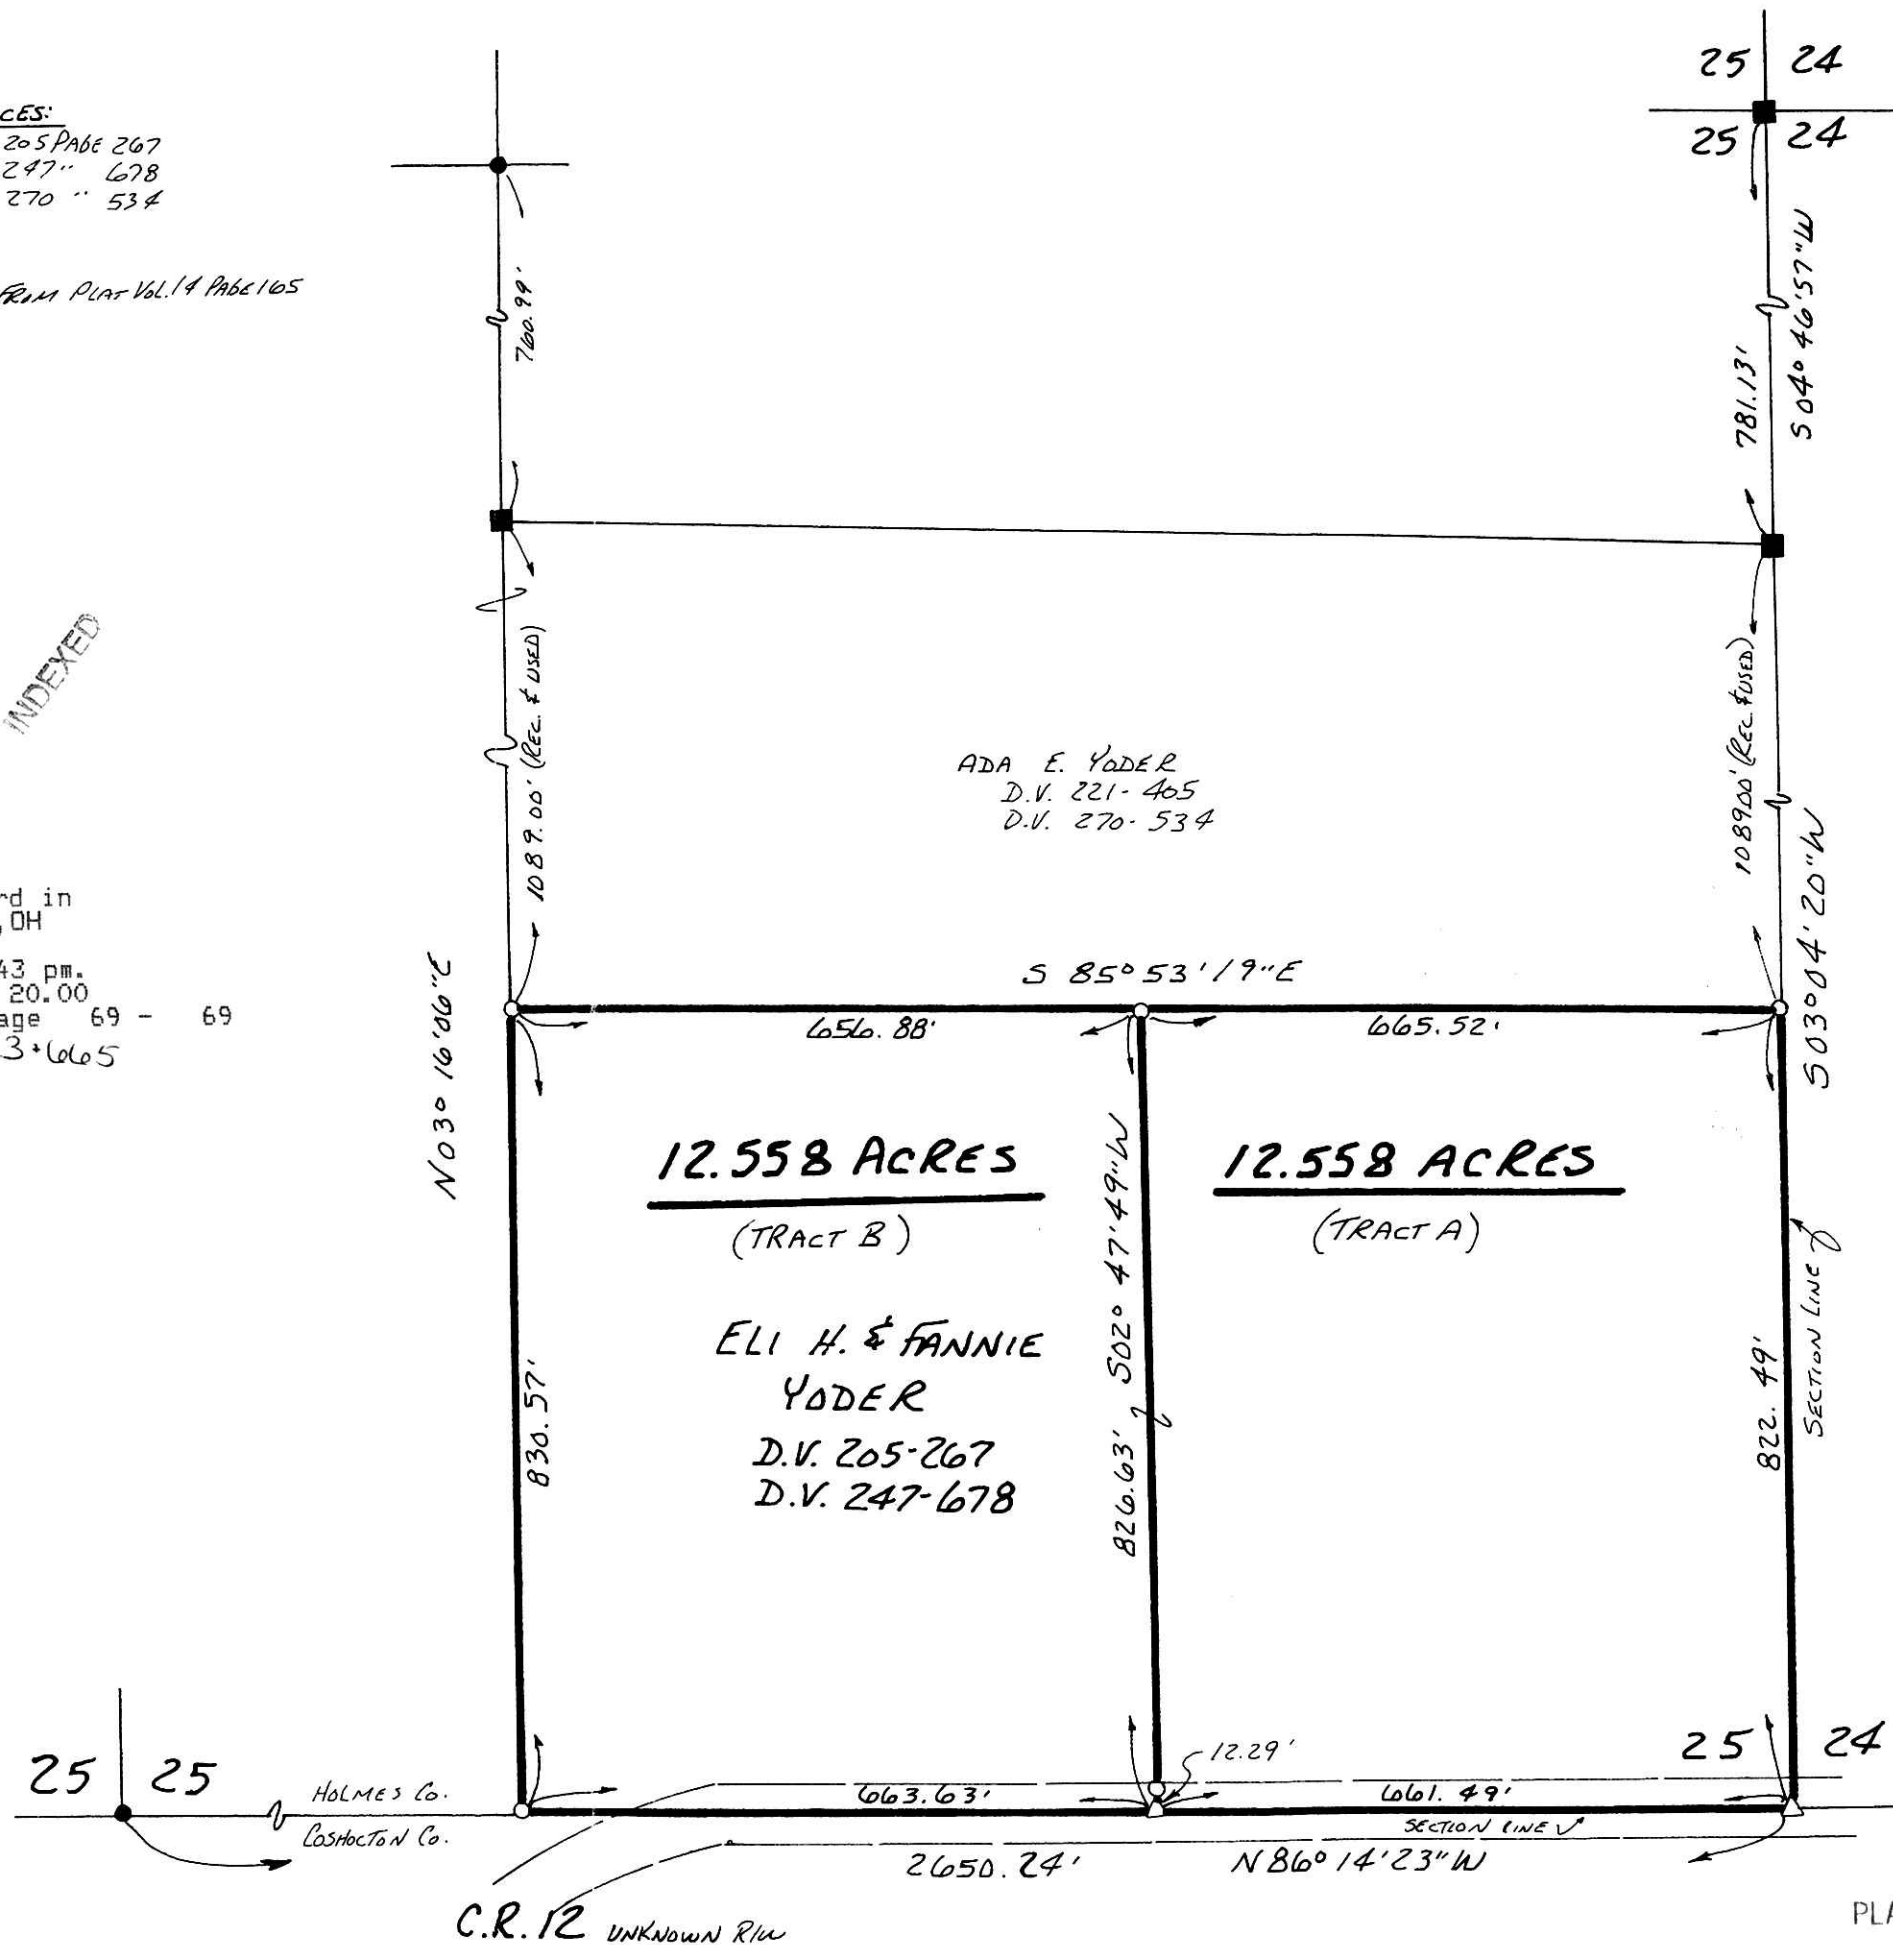 25 24
25 24
CES:
205 PAGE 267
247 " 678
270 " 534
FROM PLAT VOL. 14 PAGE 165
760.99'
781.13'
S 04° 46' 57" W
INDEXED
1089.00' (REC. & USED)
1089.00' (REC. & USED)
ADA E. YODER
D.V. 221-405
D.V. 270-534
rd in
, OH
43 pm.
20.00
age 69 - 69
N 03° 16' 06" E
S 85° 53' 19" E
S 03° 04' 20" W
656.88'
665.52'
12.558 ACRES
(TRACT B)
12.558 ACRES
(TRACT A)
ELI H. & FANNIE
YODER
D.V. 205-267
D.V. 247-678
830.57'
826.63', S02° 47' 49" W
822.49'
SECTION LINE
25 25
25 24
12.29'
HOLMES CO.
COSHOCTON CO.
663.63'
661.49'
SECTION LINE
2650.24'
N 86° 14' 23" W
C.R. 12 UNKNOWN R/W
PLA